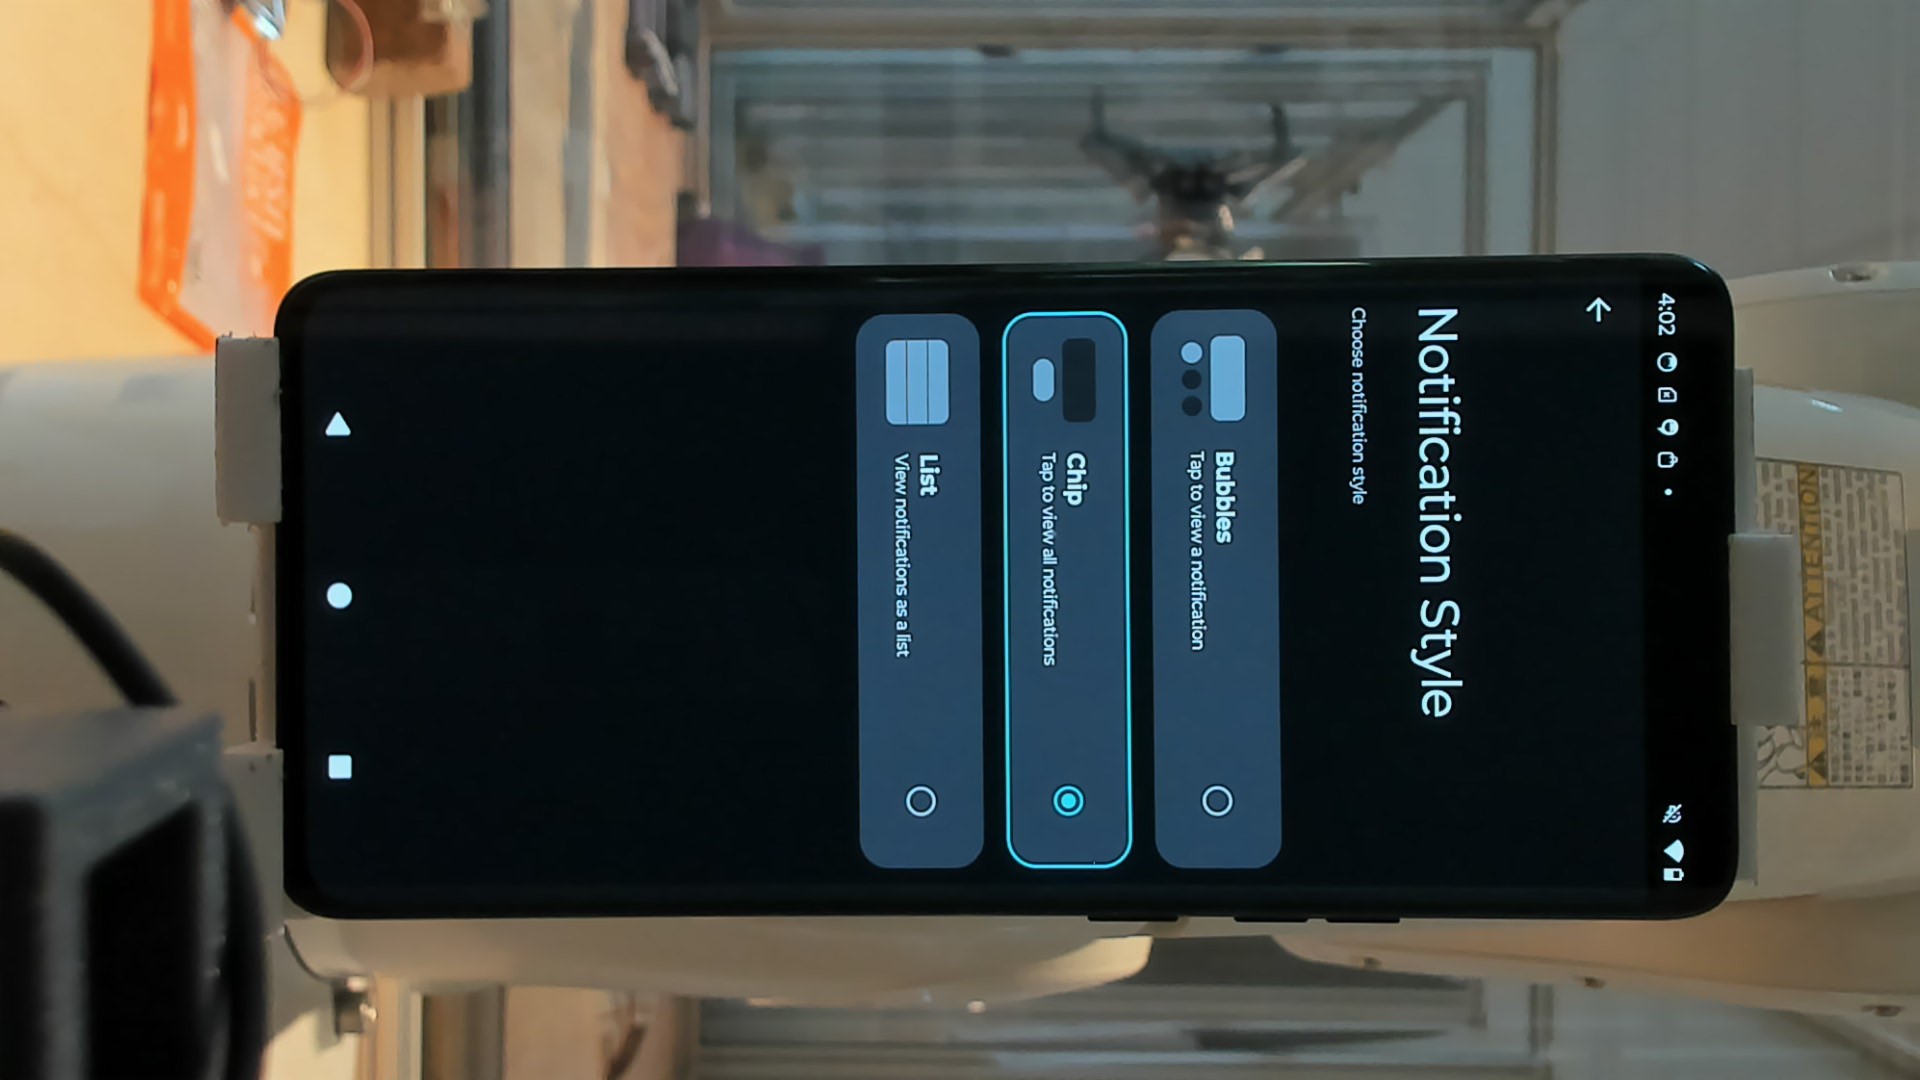 4:02
Notification Style
Choose notification style
Bubbles
Tap to view a notification
Chip
Tap to view all notifications
List
View notifications as a list
ATTENTION